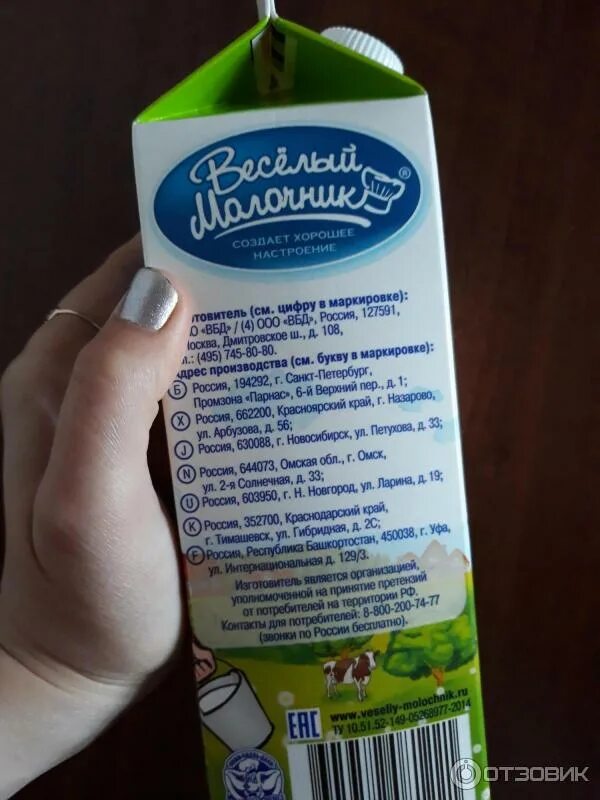 Весёлый
Молочник
®
СОЗДАЕТ ХОРОШЕЕ
НАСТРОЕНИЕ
отовитель (см. цифру в маркировке):
«ВБД» / (4) ООО «ВБД», Россия, 127591,
осква, Дмитровское ш., д. 108,
л.: (495) 745-80-80.
дрес производства (см. букву в маркировке):
Б Россия, 194292, г. Санкт-Петербург,
Промзона "Парнас", 6-й Верхний пер., д. 1;
X Россия, 662200, Красноярский край, г. Назарово,
ул. Арбузова, д. 56;
J Россия, 630088, г. Новосибирск, ул. Петухова, д. 33;
N Россия, 644073, Омская обл., г. Омск,
ул. 2-я Солнечная, д. 33;
U Россия, 603950, г. Н. Новгород, ул. Ларина, д. 19;
K Россия, 352700, Краснодарский край,
г. Тимашевск, ул. Гибридная, д. 2С;
F Россия, Республика Башкортостан, 450038, г. Уфа,
ул. Интернациональная д. 129/3.
Изготовитель является организацией,
уполномоченной на принятие претензий
от потребителей на территории РФ.
Контакты для потребителей: 8-800-200-74-77
(звонки по России бесплатно).
EAC
www.veseliy-molochnik.ru
ТУ 10.51.52-149-05268977-2014
ОТЗОВИК